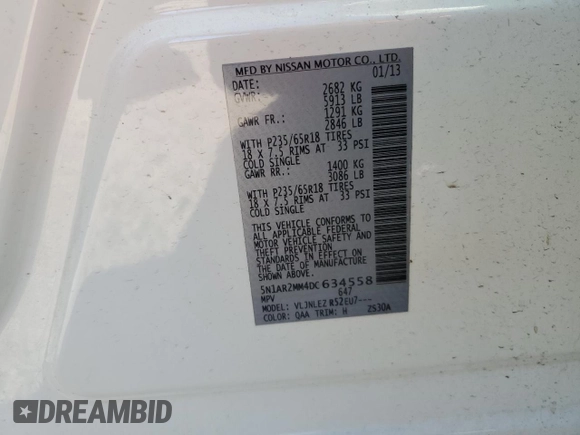 MFD BY NISSAN MOTOR CO., LTD.
DATE: 01/13
GVWR: 2682 KG
5913 LB
GAWR FR.: 1291 KG
2846 LB
WITH P235/65R18 TIRES
18 X 7.5 RIMS AT 33 PSI
COLD SINGLE
GAWR RR.: 1400 KG
3086 LB
WITH P235/65R18 TIRES
18 X 7.5 RIMS AT 33 PSI
COLD SINGLE
THIS VEHICLE CONFORMS TO
ALL APPLICABLE FEDERAL
MOTOR VEHICLE SAFETY AND
THEFT PREVENTION
STANDARDS IN EFFECT ON THE
DATE OF MANUFACTURE
SHOWN ABOVE.
5N1AR2MM4DC634558
MPV 647
MODEL: VLJNLE2 WS2EU7---
COLOR: QAA TRIM: H 2S30A
DREAMBID